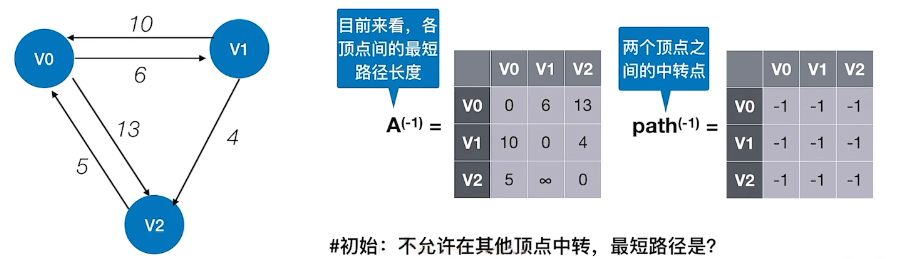 10
V0
V1
6
13
4
5
V2
目前来看，各
顶点间的最短
路径长度
A(-1) =
V0 V1 V2
V0 0 6 13
V1 10 0 4
V2 5 ∞ 0
两个顶点之
间的中转点
path(-1) =
V0 V1 V2
V0 -1 -1 -1
V1 -1 -1 -1
V2 -1 -1 -1
#初始：不允许在其他顶点中转，最短路径是？